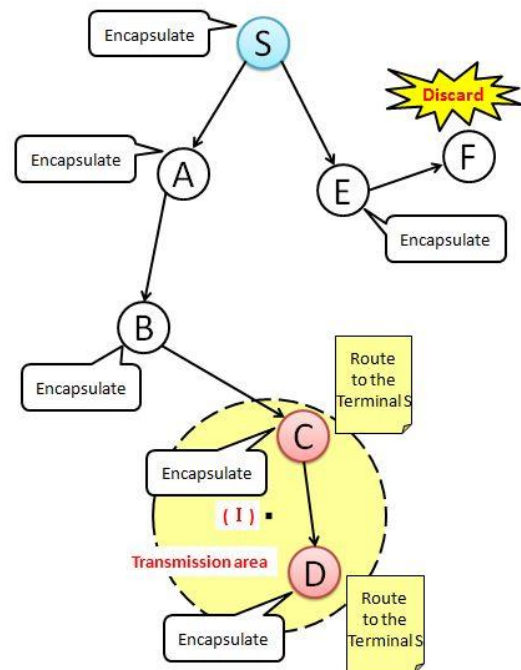 Encapsulate
S
Discard
Encapsulate
A
E
F
Encapsulate
B
Encapsulate
Route
to the
Terminal S
C
Encapsulate
( I )
Transmission area
D
Encapsulate
Route
to the
Terminal S